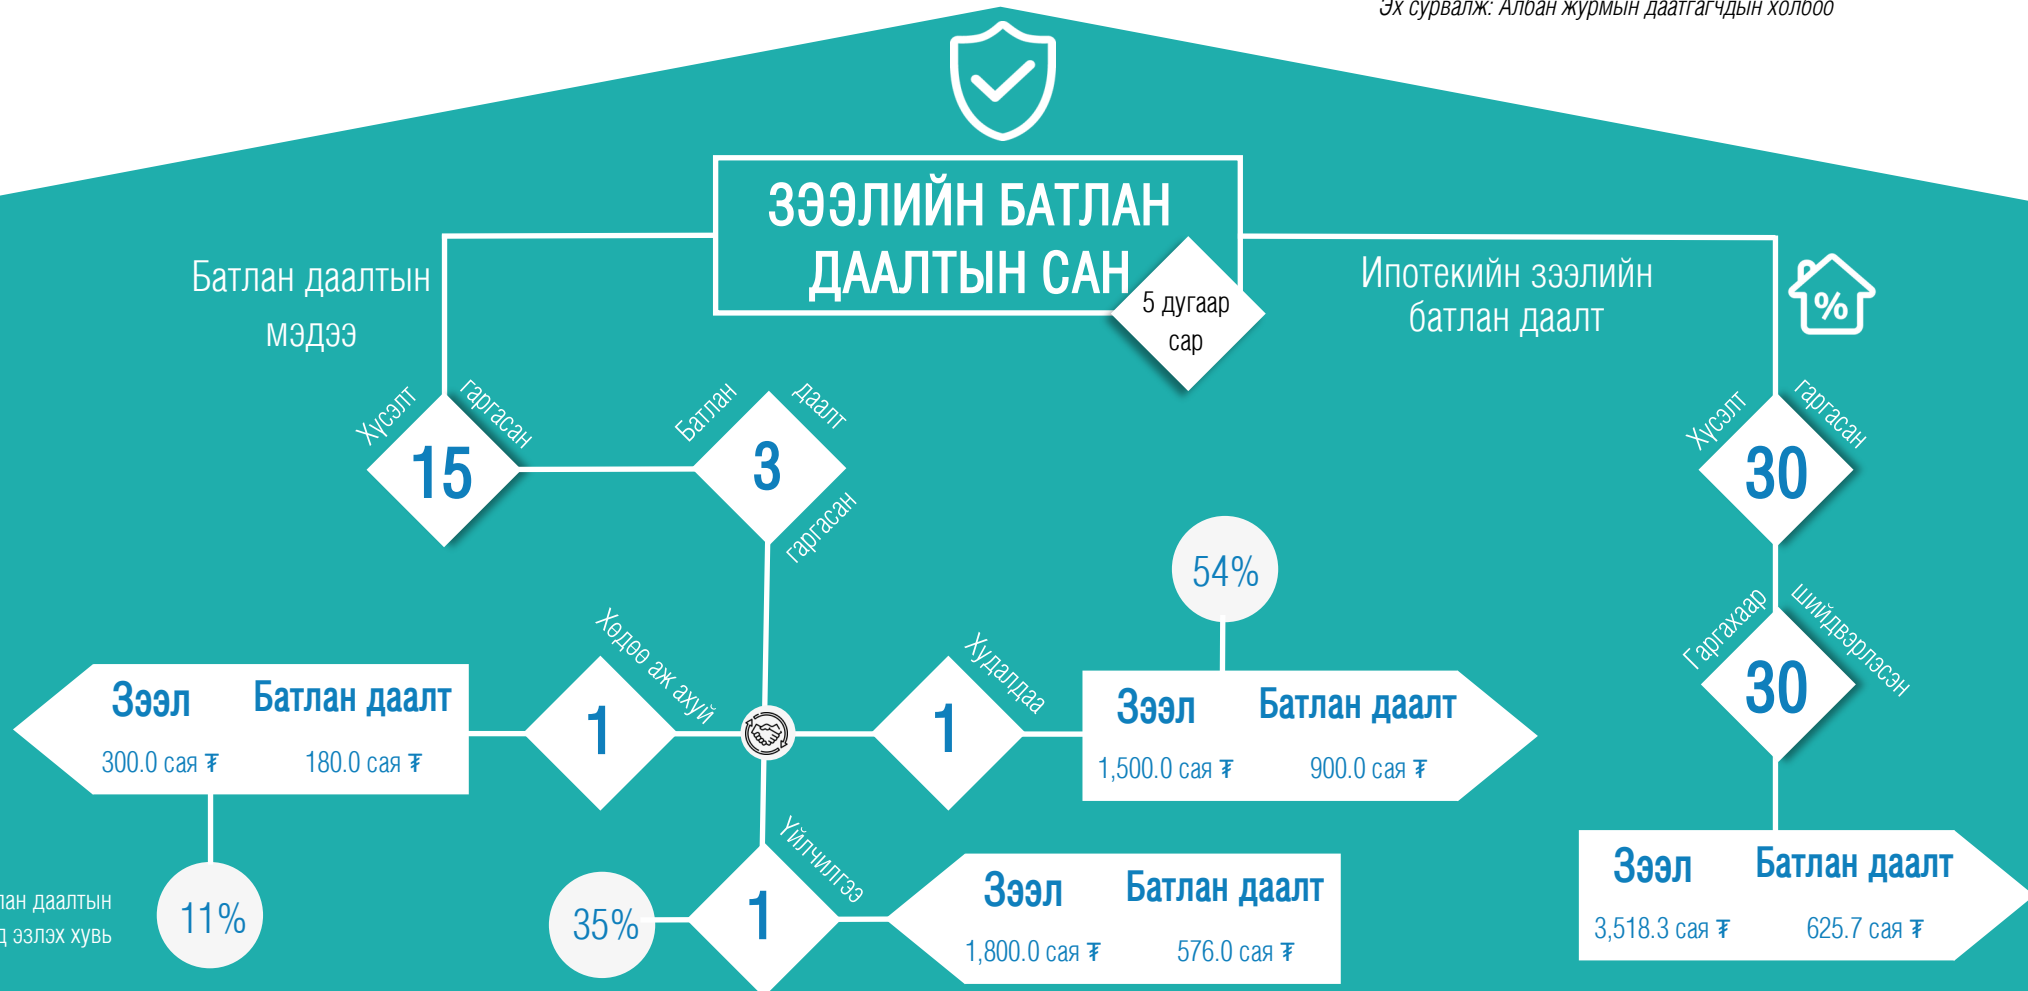 Эх сурвалж: Албан журмын даатгагчдын холбоо
ЗЭЭЛИЙН БАТЛАН
ДААЛТЫН САН
5 дугаар
сар
Батлан даалтын
мэдээ
Ипотекийн зээлийн
батлан даалт
%
Хүсэлт гаргасан
15
Батлан даалт
3
гаргасан
Хүсэлт гаргасан
30
54%
Гаргахаар шийдвэрлэсэн
30
Хөдөө аж ахуй
1
Худалдаа
1
Зээл Батлан даалт
300.0 сая ₮ 180.0 сая ₮
Зээл Батлан даалт
1,500.0 сая ₮ 900.0 сая ₮
11%
35%
Үйлчилгээ
1
Зээл Батлан даалт
1,800.0 сая ₮ 576.0 сая ₮
Зээл Батлан даалт
3,518.3 сая ₮ 625.7 сая ₮
даалтын
эзлэх хувь